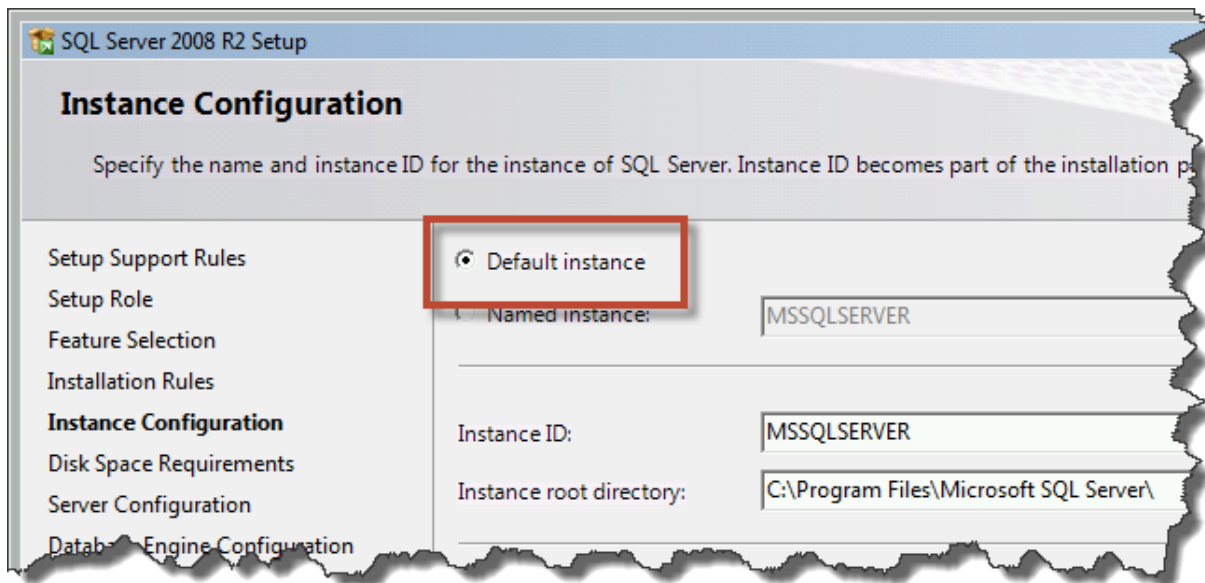 SQL Server 2008 R2 Setup
Instance Configuration
Specify the name and instance ID for the instance of SQL Server. Instance ID becomes part of the installation
Setup Support Rules
Setup Role
Feature Selection
Installation Rules
Instance Configuration
Disk Space Requirements
Server Configuration
Database Engine Configuration
Default instance
Named instance: MSSQLSERVER
Instance ID: MSSQLSERVER
Instance root directory: C:\Program Files\Microsoft SQL Server\